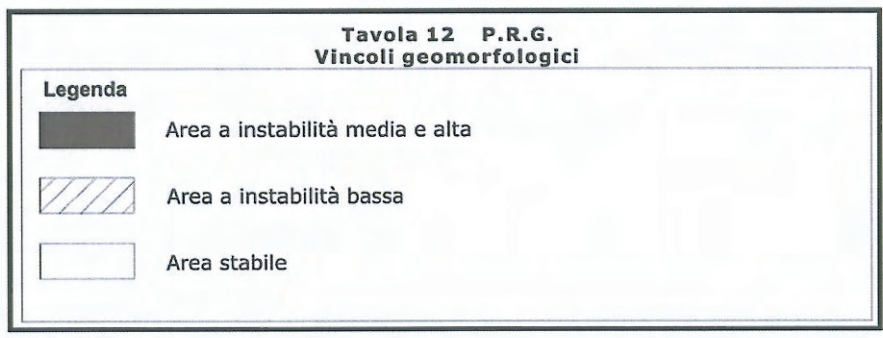 Tavola 12 P.R.G.
Vincoli geomorfologici
Legenda
Area a instabilità media e alta
Area a instabilità bassa
Area stabile